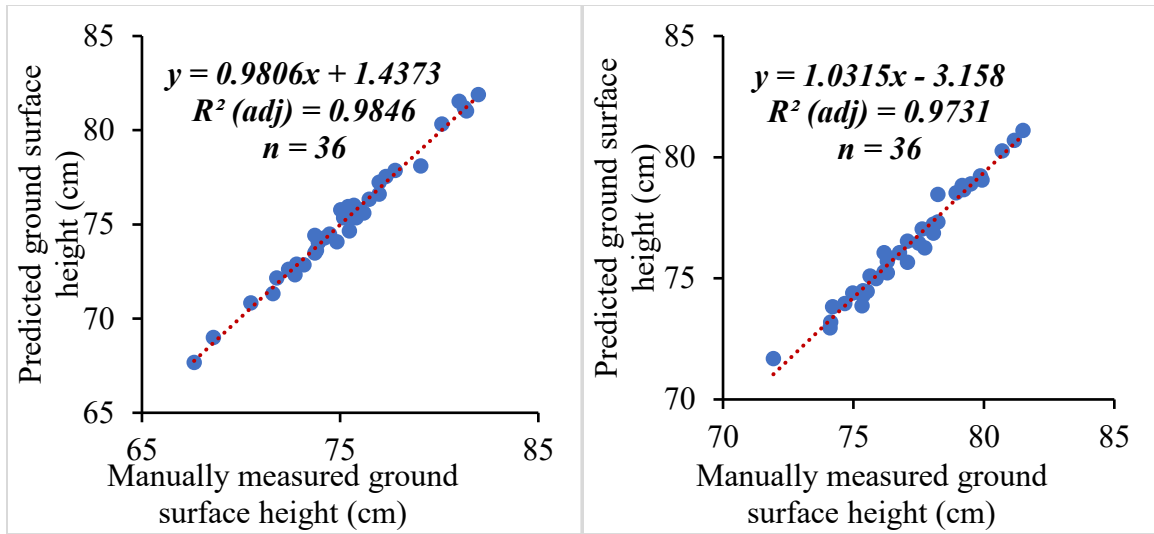 Predicted ground surface
height (cm)
85
80
75
70
65
y = 0.9806x + 1.4373
R² (adj) = 0.9846
n = 36
65
75
85
Manually measured ground
surface height (cm)
Predicted ground surface
height (cm)
85
80
75
70
y = 1.0315x - 3.158
R² (adj) = 0.9731
n = 36
70
75
80
85
Manually measured ground
surface height (cm)